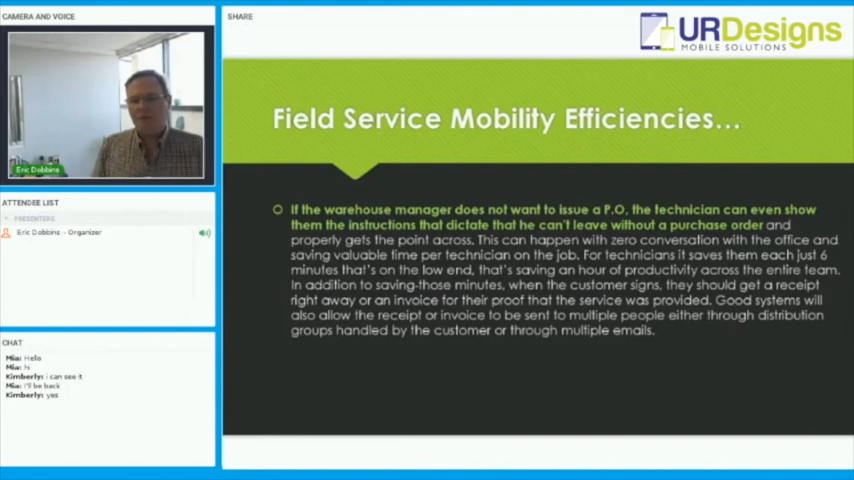 CAMERA AND VOICE
Eric Dobbins
ATTENDEE LIST
PRESENTERS
Eric Dobbins - Organizer
CHAT
Mia: Hello
Mia: hi
Kimberly: i can see it
Mia: I'll be back
Kimberly: yes
SHARE
URDesigns
MOBILE SOLUTIONS
Field Service Mobility Efficiencies...
If the warehouse manager does not want to issue a P.O, the technician can even show
them the instructions that dictate that he can't leave without a purchase order and
properly gets the point across. This can happen with zero conversation with the office and
saving valuable time per technician on the job. For technicians it saves them each just 6
minutes that's on the low end, that's saving an hour of productivity across the entire team.
In addition to saving-those minutes, when the customer signs, they should get a receipt
right away or an invoice for their proof that the service was provided. Good systems will
also allow the receipt or invoice to be sent to multiple people either through distribution
groups handled by the customer or through multiple emails.